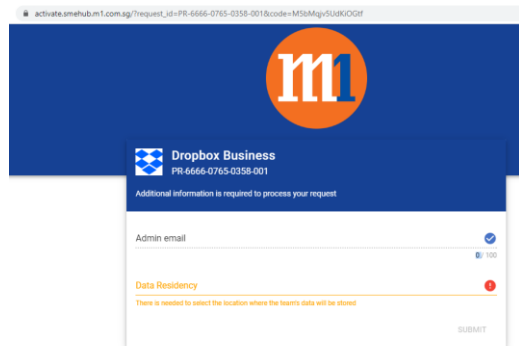 activate.smehub.m1.com.sg/?request_id=PR-6666-0765-0358-001&code=M5bMqjv5UdKiOGtf
m1
Dropbox Business
PR-6666-0765-0358-001
Additional information is required to process your request
Admin email
0 / 100
Data Residency
There is needed to select the location where the team's data will be stored
SUBMIT